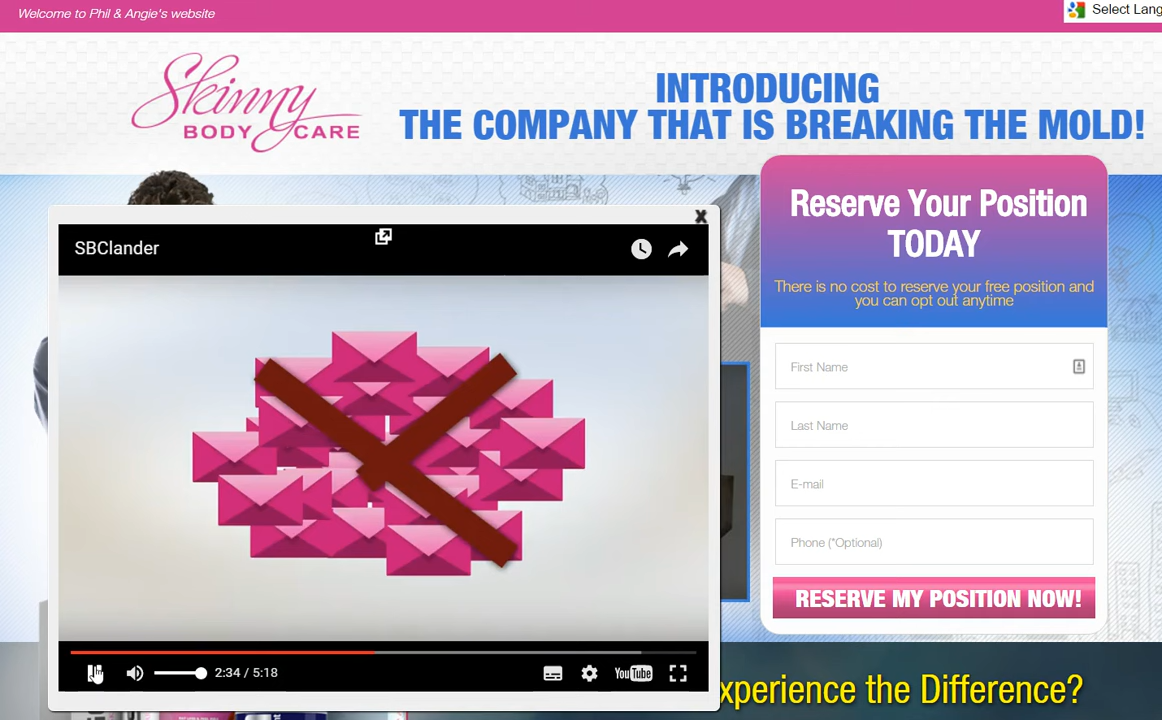 Welcome to Phil & Angie's website
Select Lang
Skinny
BODY CARE
INTRODUCING
THE COMPANY THAT IS BREAKING THE MOLD!
Reserve Your Position
TODAY
There is no cost to reserve your free position and
you can opt out anytime
First Name
Last Name
E-mail
Phone (*Optional)
RESERVE MY POSITION NOW!
X
SBClander
2:34 / 5:18
YouTube
xperience the Difference?